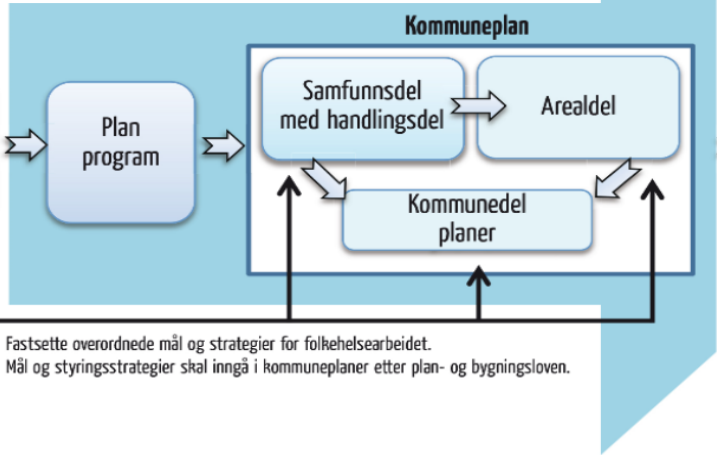 Kommuneplan
Plan
program
Samfunnsdel
med handlingsdel
Arealdel
Kommunedel
planer
Fastsette overordnede mål og strategier for folkehelsearbeidet.
Mål og styringsstrategier skal inngå i kommuneplaner etter plan- og bygningsloven.